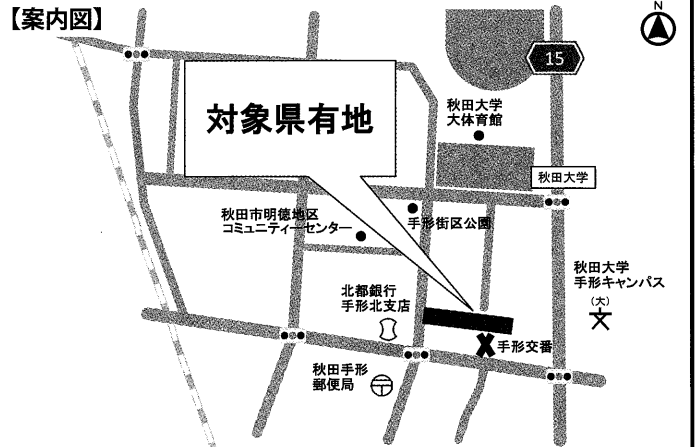 【案内図】
N
15
対象県有地
秋田大学
大体育館
秋田大学
秋田市明徳地区
コミュニティーセンター
手形街区公園
秋田大学
手形キャンパス
(大)
文
北都銀行
手形北支店
手形交番
秋田手形
郵便局